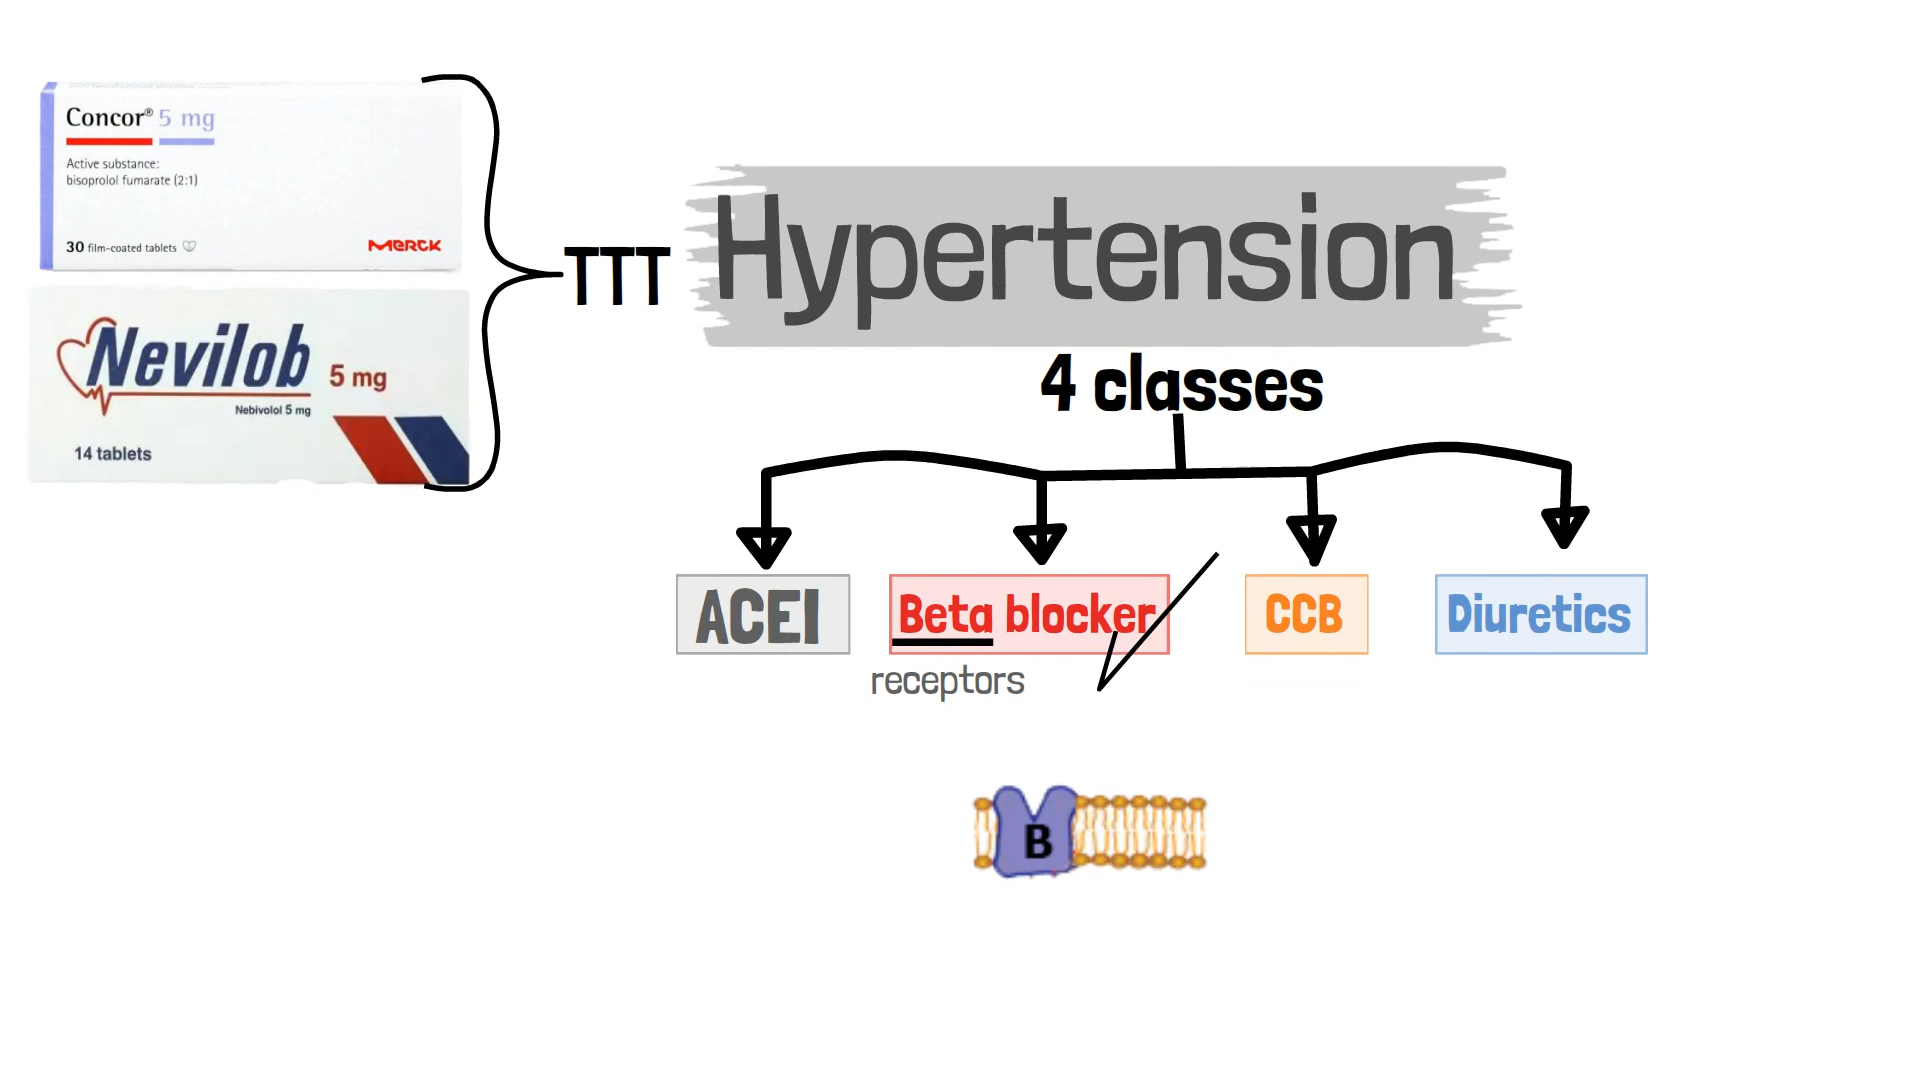 Concor® 5 mg
Active substance:
bisoprolol fumarate (2:1)
30 film-coated tablets
MERCK
Nevilob 5 mg
Nebivolol 5 mg
14 tablets
TTT Hypertension
4 classes
ACEI
Beta blocker
CCB
Diuretics
receptors
B